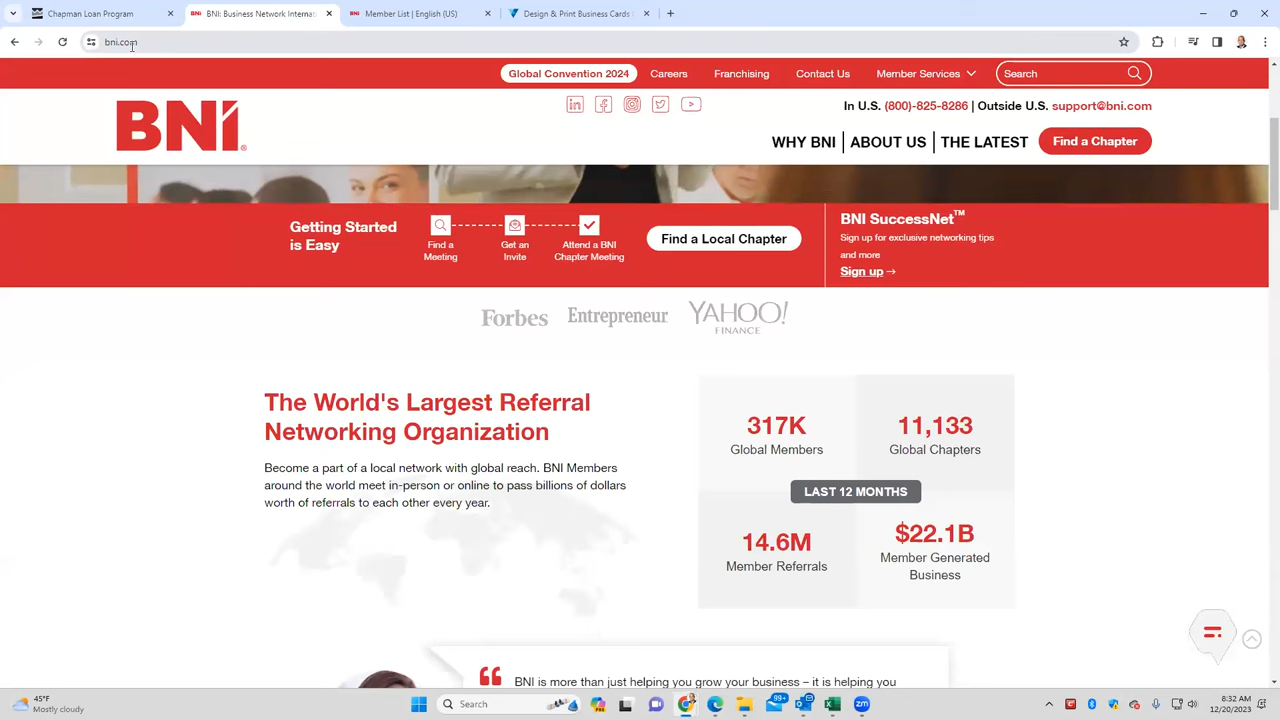 Chapman Loan Program
BNI: Business Network Internat
Member List | English (US)
Design & Print Business Cards
bni.com
Global Convention 2024
Careers
Franchising
Contact Us
Member Services
Search
BNI®
In U.S. (800)-825-8286 | Outside U.S. support@bni.com
WHY BNI
ABOUT US
THE LATEST
Find a Chapter
Getting Started
is Easy
Find a
Meeting
Get an
Invite
Attend a BNI
Chapter Meeting
Find a Local Chapter
BNI SuccessNet™
Sign up for exclusive networking tips
and more
Sign up →
Forbes
Entrepreneur
YAHOO!
FINANCE
The World's Largest Referral
Networking Organization
Become a part of a local network with global reach. BNI Members
around the world meet in-person or online to pass billions of dollars
worth of referrals to each other every year.
317K
Global Members
11,133
Global Chapters
LAST 12 MONTHS
14.6M
Member Referrals
$22.1B
Member Generated
Business
BNI is more than just helping you grow your business – it is helping you
45°F
Mostly cloudy
Search
99+
8:32 AM
12/20/2023